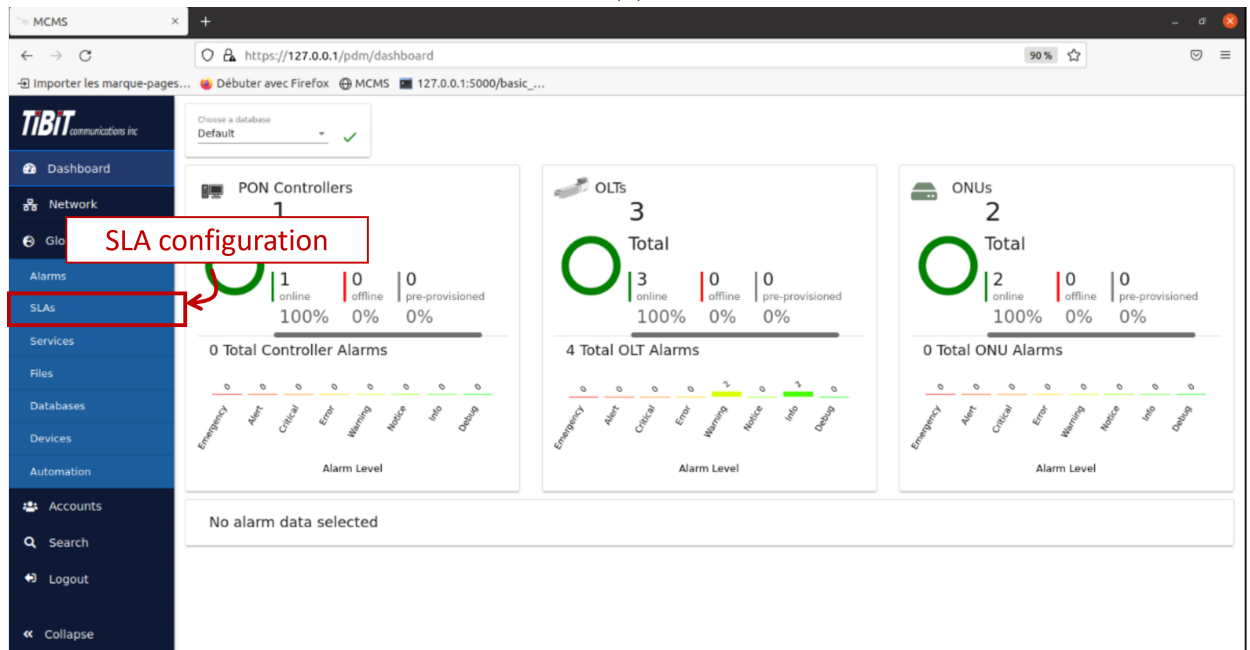 MCMS
https://127.0.0.1/pdm/dashboard
90 %
Importer les marque-pages...
Débuter avec Firefox
MCMS
127.0.0.1:5000/basic_...
TiBiT communications inc
Choose a database
Default
Dashboard
Network
Glo
SLA configuration
Alarms
SLAs
Services
Files
Databases
Devices
Automation
Accounts
Search
Logout
Collapse
PON Controllers
1
1 online 100%
0 offline 0%
0 pre-provisioned 0%
0 Total Controller Alarms
0 0 0 0 0 0 0 0
Emergency Alert Critical Error Warning Notice Info Debug
Alarm Level
OLTs
3
Total
3 online 100%
0 offline 0%
0 pre-provisioned 0%
4 Total OLT Alarms
0 0 0 0 2 0 2 0
Emergency Alert Critical Error Warning Notice Info Debug
Alarm Level
ONUs
2
Total
2 online 100%
0 offline 0%
0 pre-provisioned 0%
0 Total ONU Alarms
0 0 0 0 0 0 0 0
Emergency Alert Critical Error Warning Notice Info Debug
Alarm Level
No alarm data selected